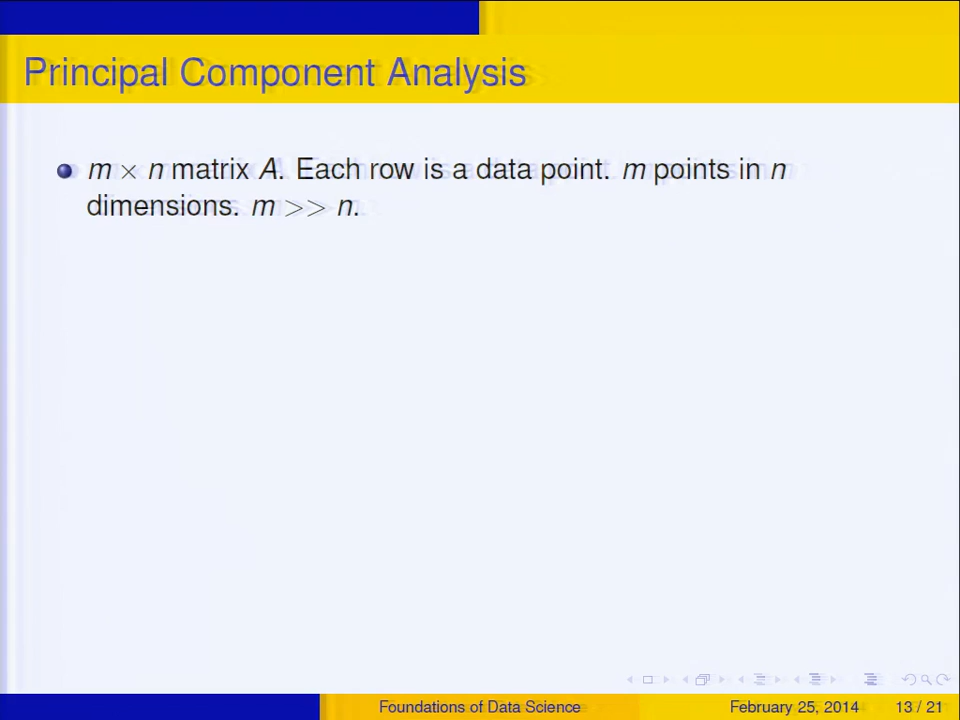 Principal Component Analysis
m × n matrix A. Each row is a data point. m points in n
dimensions. m >> n.
Foundations of Data Science February 25, 2014 13 / 21